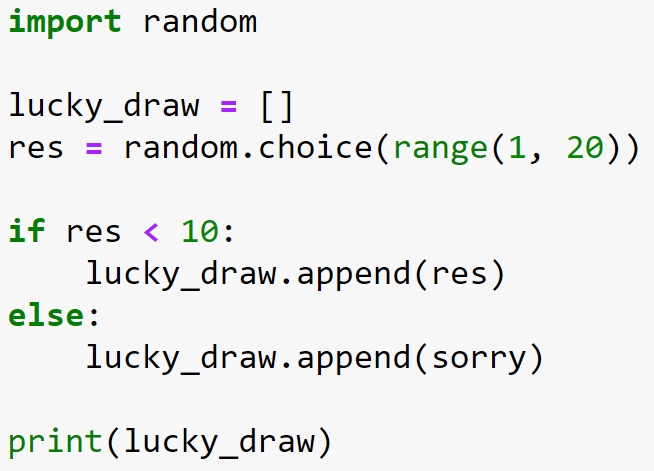 import random
lucky_draw = []
res = random.choice(range(1, 20))
if res < 10:
    lucky_draw.append(res)
else:
    lucky_draw.append(sorry)
print(lucky_draw)